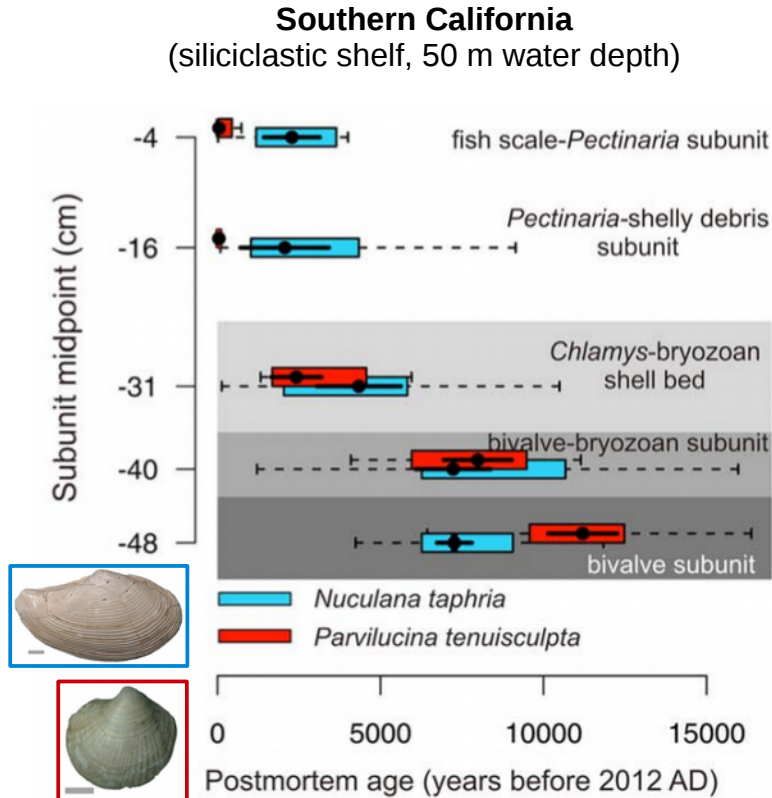 Southern California
(siliciclastic shelf, 50 m water depth)
Subunit midpoint (cm)
-4
fish scale-Pectinaria subunit
-16
Pectinaria-shelly debris
subunit
-31
Chlamys-bryozoan
shell bed
-40
bivalve-bryozoan subunit
-48
bivalve subunit
Nuculana taphria
Parvilucina tenuisculpta
0 5000 10000 15000
Postmortem age (years before 2012 AD)